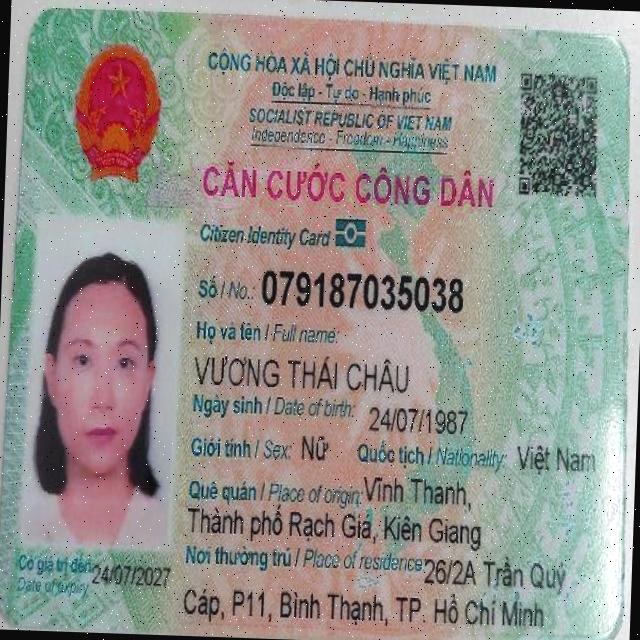 CỘNG HÒA XÃ HỘI CHỦ NGHĨA VIỆT NAM
Độc lập - Tự do - Hạnh phúc
SOCIALIST REPUBLIC OF VIET NAM
Independence - Freedom - Happiness
CĂN CƯỚC CÔNG DÂN
Citizen Identity Card
Số / No.: 079187035038
Họ và tên / Full name:
VƯƠNG THÁI CHÂU
Ngày sinh / Date of birth: 24/07/1987
Giới tính / Sex: Nữ Quốc tịch / Nationality: Việt Nam
Quê quán / Place of origin: Vĩnh Thanh,
Thành phố Rạch Giá, Kiên Giang
Nơi thường trú / Place of residence: 26/2A Trần Quý
Cáp, P11, Bình Thạnh, TP. Hồ Chí Minh
Có giá trị đến: 24/07/2027
Date of expiry